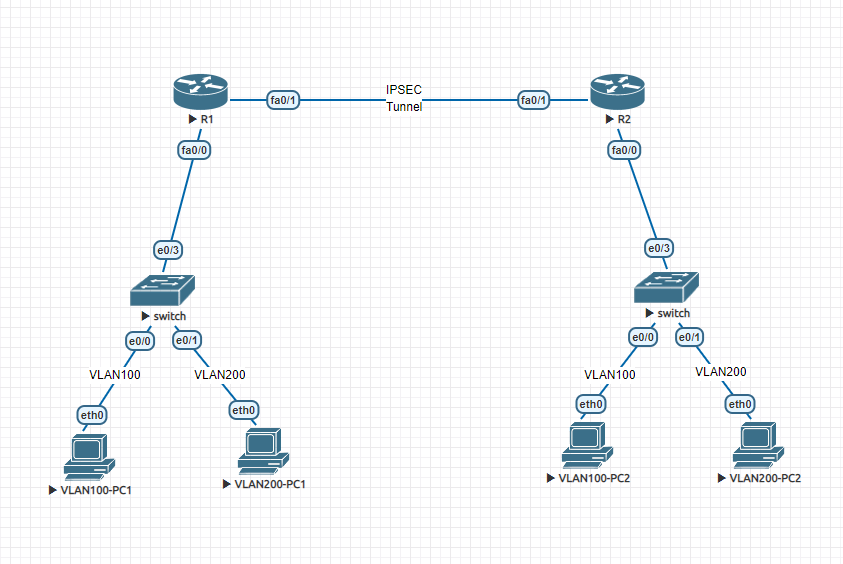 IPSEC
Tunnel
fa0/1
fa0/1
R1
R2
fa0/0
fa0/0
e0/3
e0/3
switch
switch
e0/0
e0/1
e0/0
e0/1
VLAN100
VLAN200
VLAN100
VLAN200
eth0
eth0
eth0
eth0
VLAN100-PC1
VLAN200-PC1
VLAN100-PC2
VLAN200-PC2